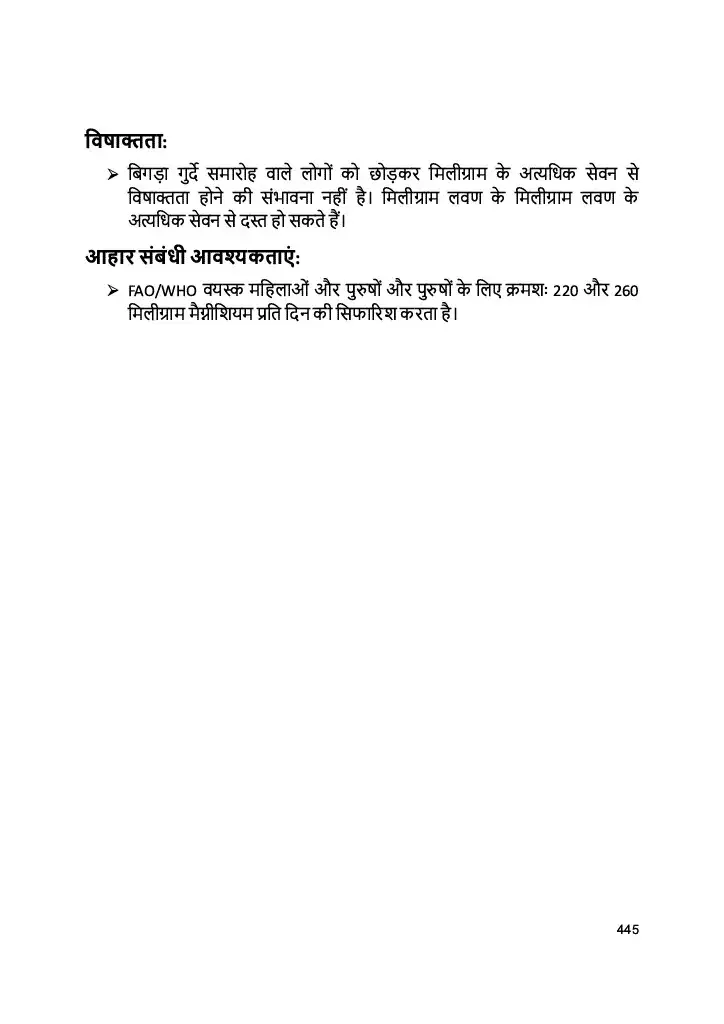 विषाक्तता:
➢ बिगड़ा गुर्दे समारोह वाले लोगों को छोड़कर मिलीग्राम के अत्यधिक सेवन से
विषाक्तता होने की संभावना नहीं है। मिलीग्राम लवण के मिलीग्राम लवण के
अत्यधिक सेवन से दस्त हो सकते हैं।
आहार संबंधी आवश्यकताएं:
➢ FAO/WHO वयस्क महिलाओं और पुरुषों और पुरुषों के लिए क्रमशः 220 और 260
मिलीग्राम मैग्नीशियम प्रति दिन की सिफारिश करता है।
445